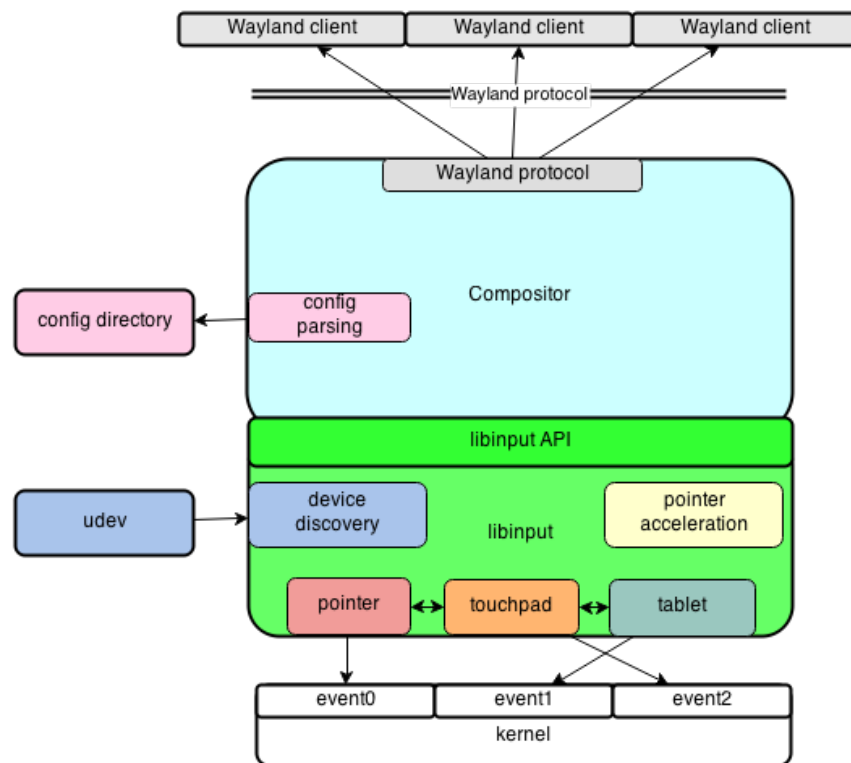 Wayland client
Wayland client
Wayland client
Wayland protocol
Wayland protocol
Compositor
config
parsing
config directory
libinput API
device
discovery
pointer
acceleration
udev
libinput
pointer
touchpad
tablet
event0
event1
event2
kernel